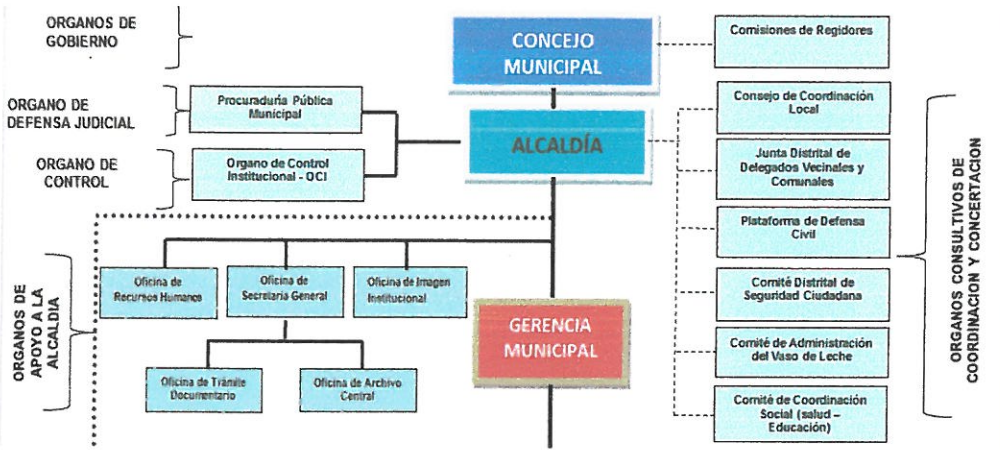 ORGANOS DE
GOBIERNO
CONCEJO
MUNICIPAL
Comisiones de Regidores
ORGANO DE
DEFENSA JUDICIAL
Procuraduría Pública
Municipal
ALCALDÍA
Consejo de Coordinación
Local
ORGANO DE
CONTROL
Organo de Control
Institucional - OCI
Junta Distrital de
Delegados Vecinales y
Comunales
Plataforma de Defensa
Civil
ORGANOS CONSULTIVOS DE
COORDINACION Y CONCERTACION
ORGANOS DE
APOYO A LA
ALCALDIA
Oficina de
Recursos Humanos
Oficina de
Secretaría General
Oficina de Imagen
Institucional
GERENCIA
MUNICIPAL
Comité Distrital de
Seguridad Ciudadana
Comité de Administración
del Vaso de Leche
Oficina de Trámite
Documentario
Oficina de Archivo
Central
Comité de Coordinación
Social (salud –
Educación)